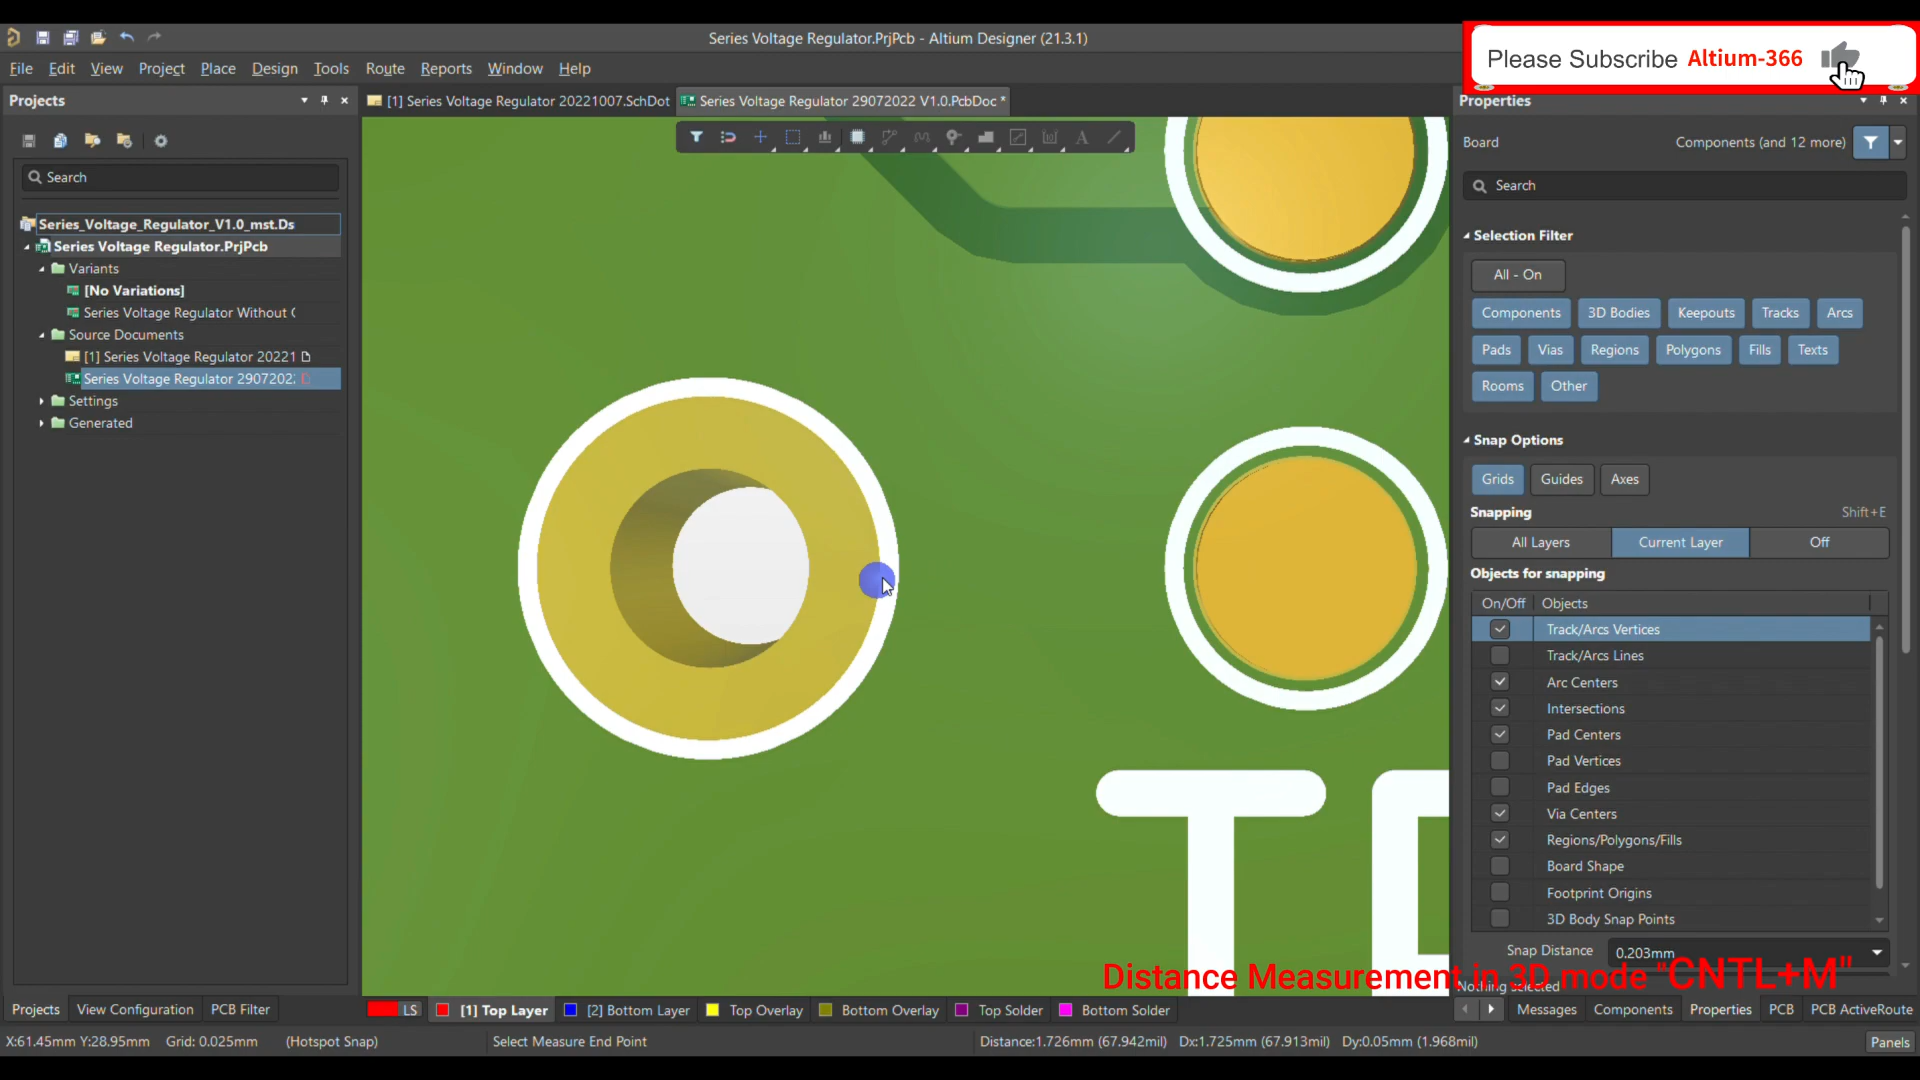 Series Voltage Regulator.PrjPcb - Altium Designer (21.3.1)
Please Subscribe Altium-366
File Edit View Project Place Design Tools Route Reports Window Help
Projects
[1] Series Voltage Regulator 20221007.SchDot
Series Voltage Regulator 29072022 V1.0.PcbDoc *
Properties
Board
Components (and 12 more)
Search
Search
Series_Voltage_Regulator_V1.0_mst.Ds
Series Voltage Regulator.PrjPcb
Variants
[No Variations]
Series Voltage Regulator Without
Source Documents
[1] Series Voltage Regulator 20221
Series Voltage Regulator 2907202
Settings
Generated
Selection Filter
All - On
Components 3D Bodies Keepouts Tracks Arcs
Pads Vias Regions Polygons Fills Texts
Rooms Other
Snap Options
Grids Guides Axes
Snapping Shift+E
All Layers Current Layer Off
Objects for snapping
On/Off Objects
Track/Arcs Vertices
Track/Arcs Lines
Arc Centers
Intersections
Pad Centers
Pad Vertices
Pad Edges
Via Centers
Regions/Polygons/Fills
Board Shape
Footprint Origins
3D Body Snap Points
Snap Distance 0.203mm
Distance Measurement in 3D mode "CNTL+M"
Nothing selected
Projects View Configuration PCB Filter
LS [1] Top Layer [2] Bottom Layer Top Overlay Bottom Overlay Top Solder Bottom Solder
Messages Components Properties PCB PCB ActiveRoute
X:61.45mm Y:28.95mm Grid: 0.025mm (Hotspot Snap)
Select Measure End Point
Distance:1.726mm (67.942mil) Dx:1.725mm (67.913mil) Dy:0.05mm (1.968mil)
Panels